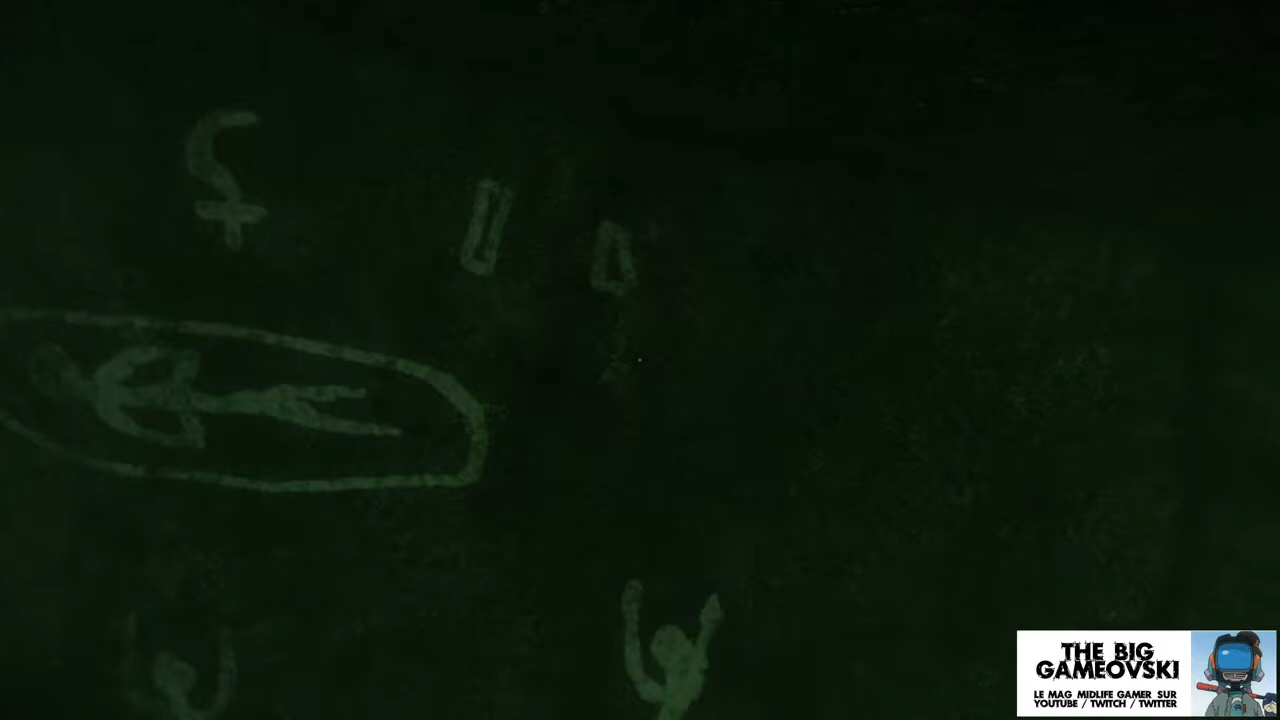 THE BIG
GAMEOVSKI
LE MAG MIDLIFE GAMER SUR
YOUTUBE / TWITCH / TWITTER